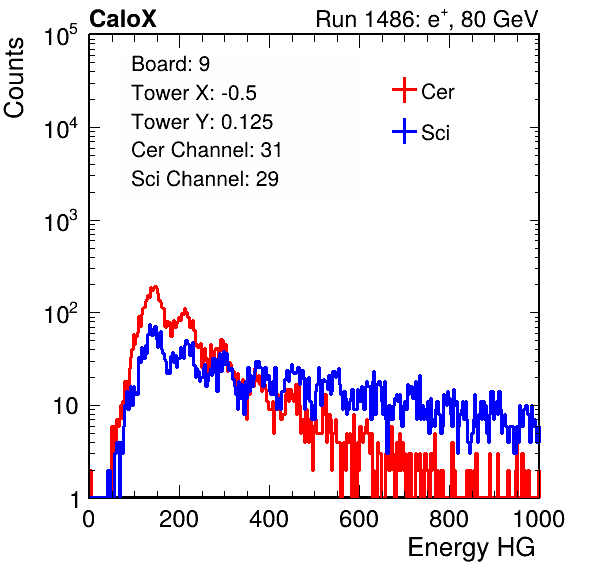 CaloX Run 1486: e⁺, 80 GeV
Counts
Board: 9
Tower X: -0.5
Tower Y: 0.125
Cer Channel: 31
Sci Channel: 29
Cer
Sci
10⁵
10⁴
10³
10²
10
1
0 200 400 600 800 1000
Energy HG